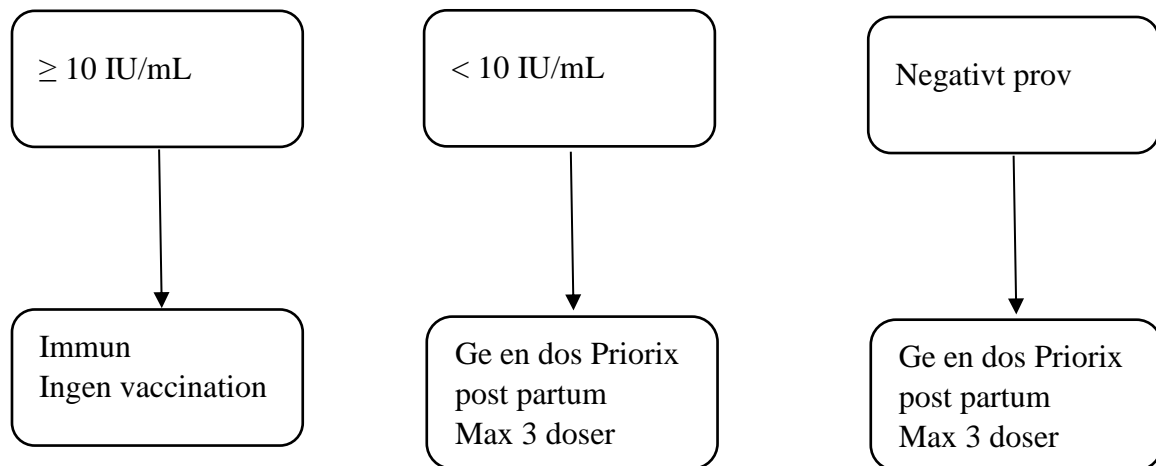 ≥ 10 IU/mL
< 10 IU/mL
Negativt prov
Immun
Ingen vaccination
Ge en dos Priorix
post partum
Max 3 doser
Ge en dos Priorix
post partum
Max 3 doser